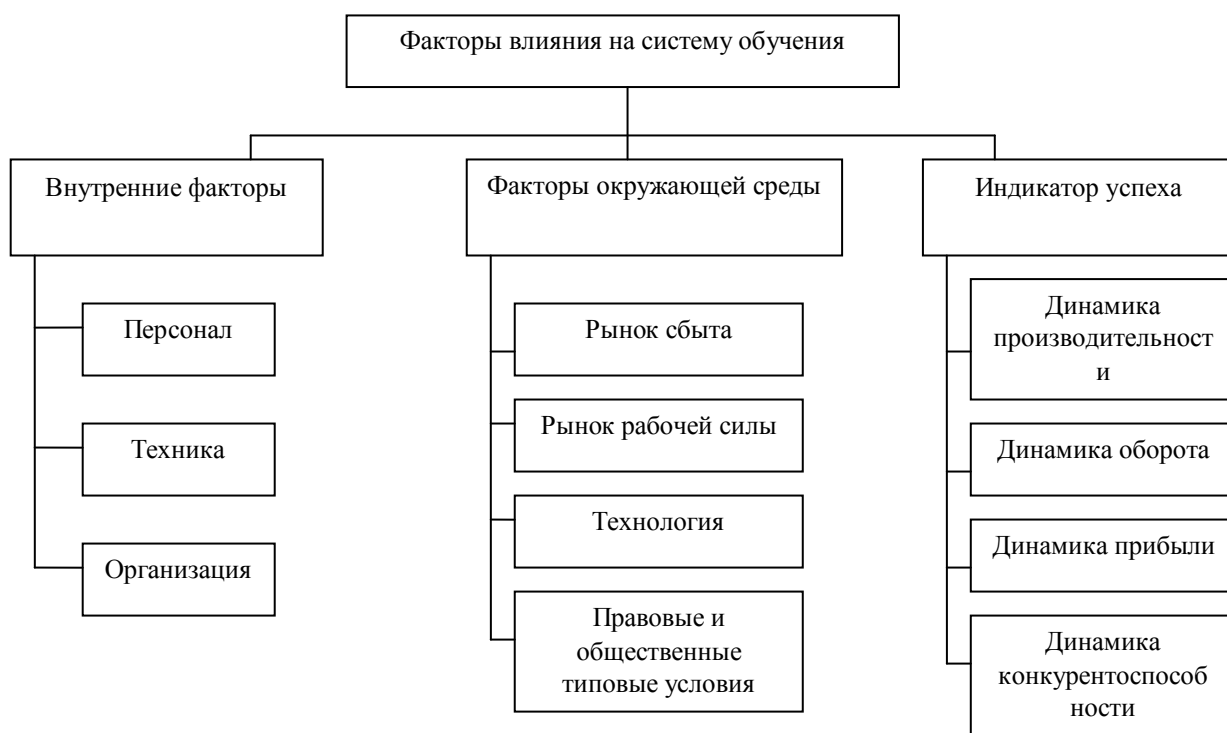 Факторы влияния на систему обучения
Внутренние факторы
Персонал
Техника
Организация
Факторы окружающей среды
Рынок сбыта
Рынок рабочей силы
Технология
Правовые и
общественные
типовые условия
Индикатор успеха
Динамика
производительност
и
Динамика оборота
Динамика прибыли
Динамика
конкурентоспособ
ности